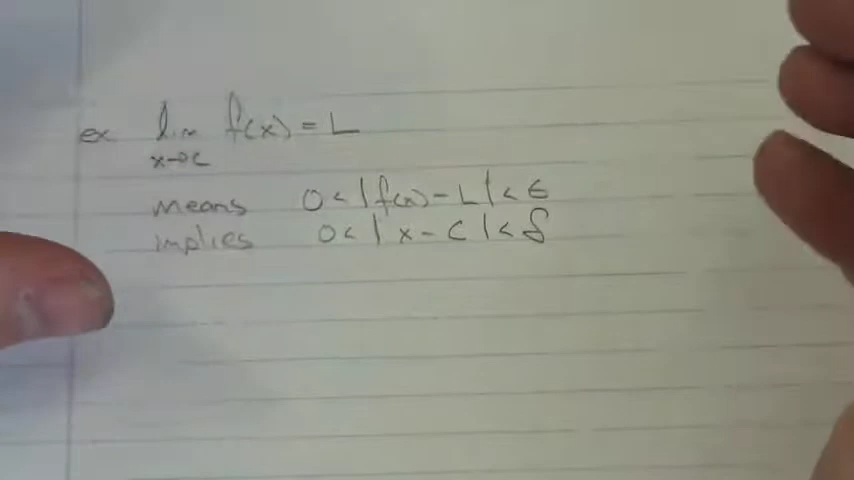 ex lim f(x) = L
x→c
means 0 < | f(x) - L | < ϵ
implies 0 < | x - c | < δ